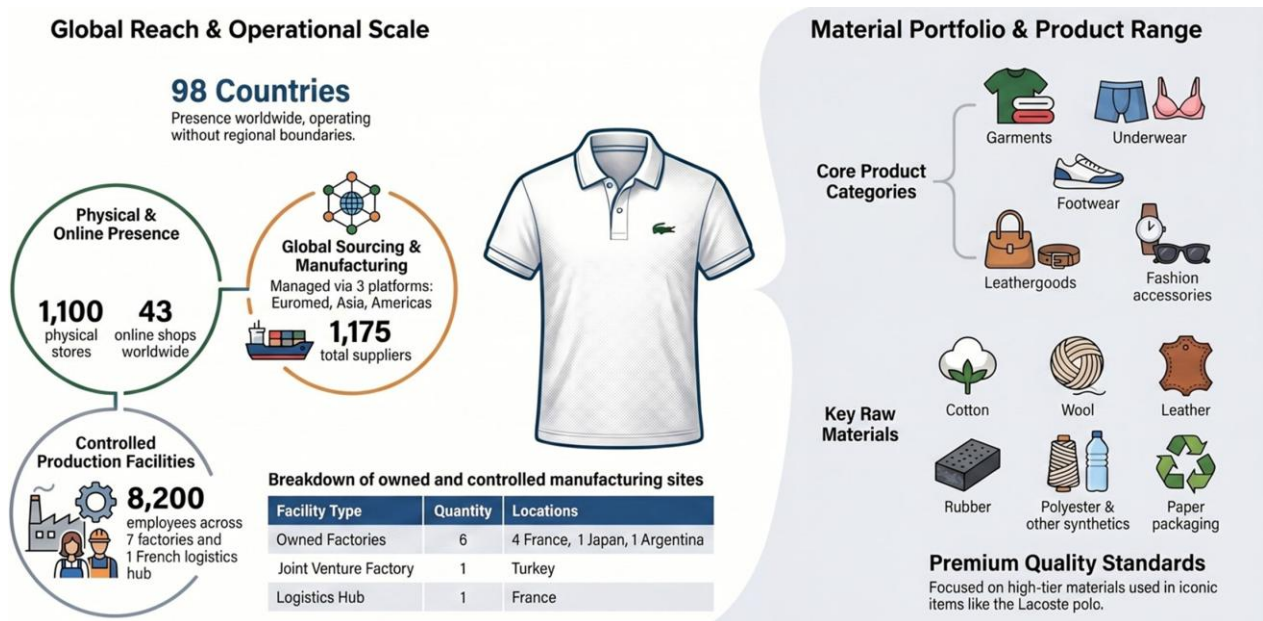 Global Reach & Operational Scale
98 Countries
Presence worldwide, operating
without regional boundaries.
Physical &
Online Presence
1,100
physical
stores
43
online shops
worldwide
Global Sourcing &
Manufacturing
Managed via 3 platforms:
Euromed, Asia, Americas
1,175
total suppliers
Controlled
Production Facilities
8,200
employees across
7 factories and
1 French logistics
hub
Breakdown of owned and controlled manufacturing sites
Facility Type Quantity Locations
Owned Factories 6 4 France, 1 Japan, 1 Argentina
Joint Venture Factory 1 Turkey
Logistics Hub 1 France
Material Portfolio & Product Range
Core Product
Categories
Garments
Underwear
Footwear
Leathergoods
Fashion
accessories
Key Raw
Materials
Cotton
Wool
Leather
Rubber
Polyester &
other synthetics
Paper
packaging
Premium Quality Standards
Focused on high-tier materials used in iconic
items like the Lacoste polo.